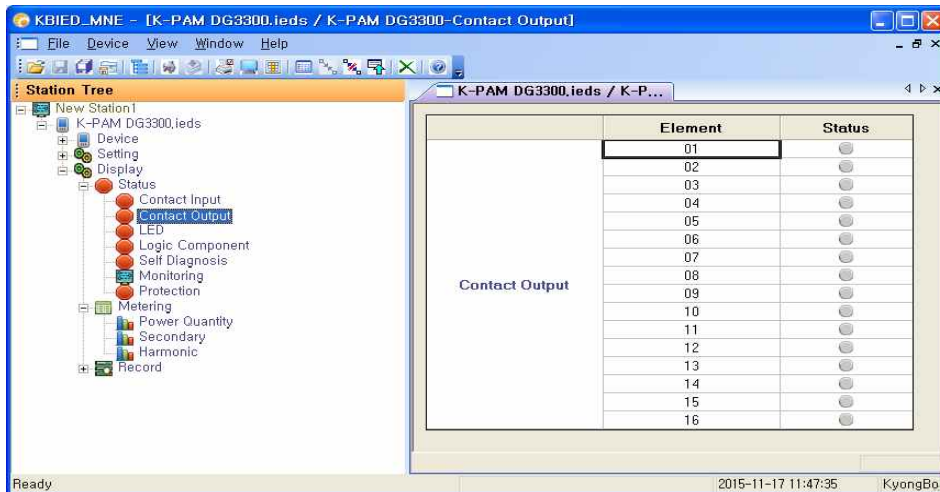 KBIED_MNE - [K-PAM DG3300.ieds / K-PAM DG3300-Contact Output]
File Device View Window Help
Station Tree
New Station1
K-PAM DG3300.ieds
Device
Setting
Display
Status
Contact Input
Contact Output
LED
Logic Component
Self Diagnosis
Monitoring
Protection
Metering
Power Quantity
Secondary
Harmonic
Record
K-PAM DG3300.ieds / K-P...
Element Status
Contact Output
01
02
03
04
05
06
07
08
09
10
11
12
13
14
15
16
Ready
2015-11-17 11:47:35
KyongBo